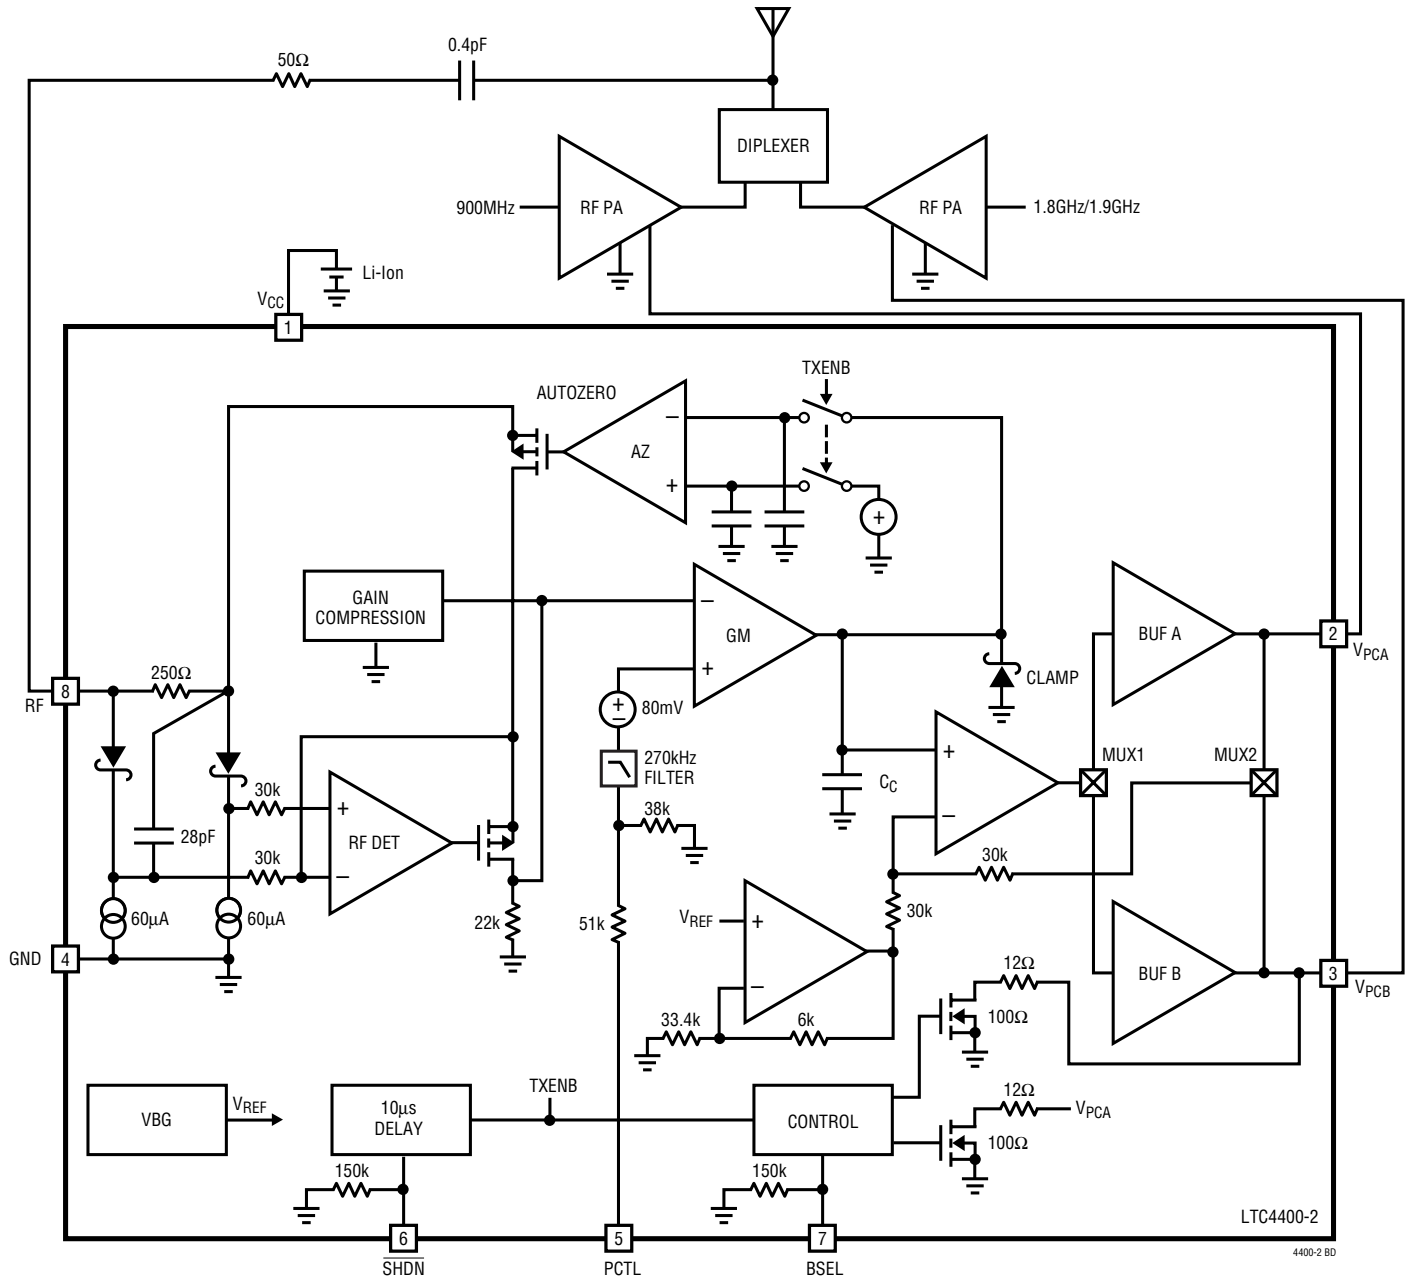 0.4pF
50Ω
DIPLEXER
900MHz
RF PA
RF PA
1.8GHz/1.9GHz
Li-Ion
VCC
1
TXENB
AUTOZERO
−
AZ
+
+
GAIN
COMPRESSION
−
GM
+
BUF A
2
VPCA
250Ω
8
RF
CLAMP
+
−
80mV
270kHz
FILTER
MUX1
MUX2
+
CC
30k
38k
+
28pF
RF DET
−
30k
−
30k
60µA
60µA
22k
51k
VREF
+
30k
GND
4
12Ω
BUF B
3
VPCB
−
33.4k
6k
100Ω
TXENB
12Ω
VBG
VREF
10µs
DELAY
CONTROL
VPCA
100Ω
150k
150k
LTC4400-2
6
5
7
SHDN
PCTL
BSEL
4400-2 BD